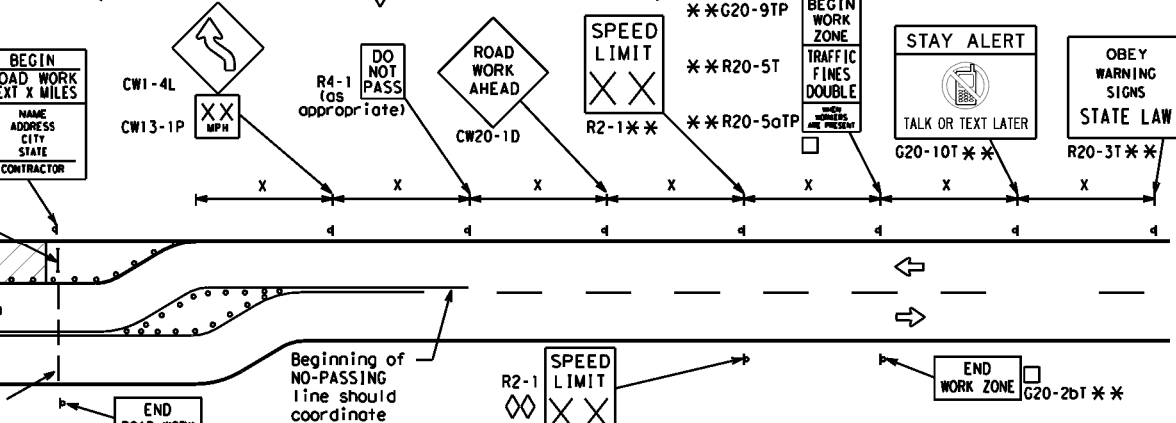 BEGIN
ROAD WORK
NEXT X MILES
NAME
ADDRESS
CITY
STATE
CONTRACTOR
CW1-4L
XX
MPH
CW13-1P
DO
NOT
PASS
R4-1
(as
appropriate)
ROAD
WORK
AHEAD
CW20-1D
SPEED
LIMIT
XX
R2-1**
**G20-9TP
**R20-5T
**R20-5aTP
BEGIN
WORK
ZONE
TRAFFIC
FINES
DOUBLE
WHEN
WORKERS
ARE PRESENT
STAY ALERT
TALK OR TEXT LATER
G20-10T**
OBEY
WARNING
SIGNS
STATE LAW
R20-3T**
X X X X X X X
Beginning of
NO-PASSING
line should
coordinate
R2-1
◇◇
SPEED
LIMIT
XX
END
WORK ZONE
G20-2bT**
END
ROAD WORK